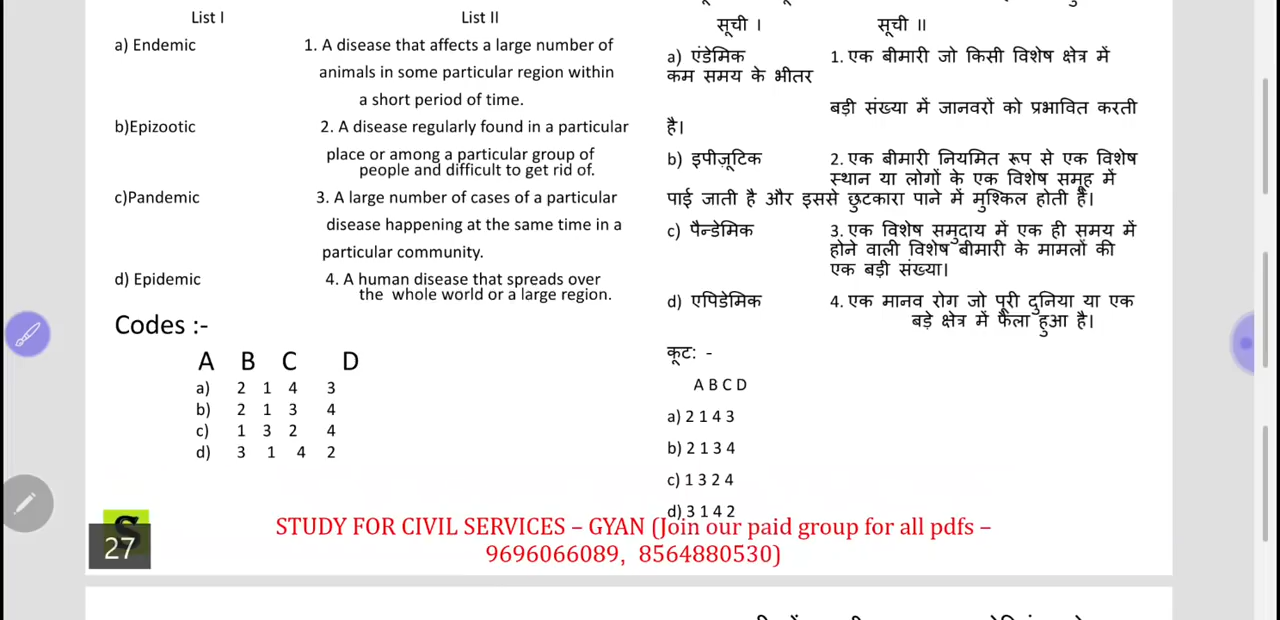 List I List II
a) Endemic 1. A disease that affects a large number of
animals in some particular region within
a short period of time.
b)Epizootic 2. A disease regularly found in a particular
place or among a particular group of
people and difficult to get rid of.
c)Pandemic 3. A large number of cases of a particular
disease happening at the same time in a
particular community.
d) Epidemic 4. A human disease that spreads over
the whole world or a large region.
Codes :-
A B C D
a) 2 1 4 3
b) 2 1 3 4
c) 1 3 2 4
d) 3 1 4 2
सूची । सूची ॥
a) एंडेमिक 1. एक बीमारी जो किसी विशेष क्षेत्र में
कम समय के भीतर
बड़ी संख्या में जानवरों को प्रभावित करती
है।
b) इपीज़ूटिक 2. एक बीमारी नियमित रूप से एक विशेष
स्थान या लोगों के एक विशेष समूह में
पाई जाती है और इससे छुटकारा पाने में मुश्किल होती है।
c) पैन्डेमिक 3. एक विशेष समुदाय में एक ही समय में
होने वाली विशेष बीमारी के मामलों की
एक बड़ी संख्या।
d) एपिडेमिक 4. एक मानव रोग जो पूरी दुनिया या एक
बड़े क्षेत्र में फैला हुआ है।
कूट: -
A B C D
a) 2 1 4 3
b) 2 1 3 4
c) 1 3 2 4
d) 3 1 4 2
S
27
STUDY FOR CIVIL SERVICES – GYAN (Join our paid group for all pdfs –
9696066089, 8564880530)